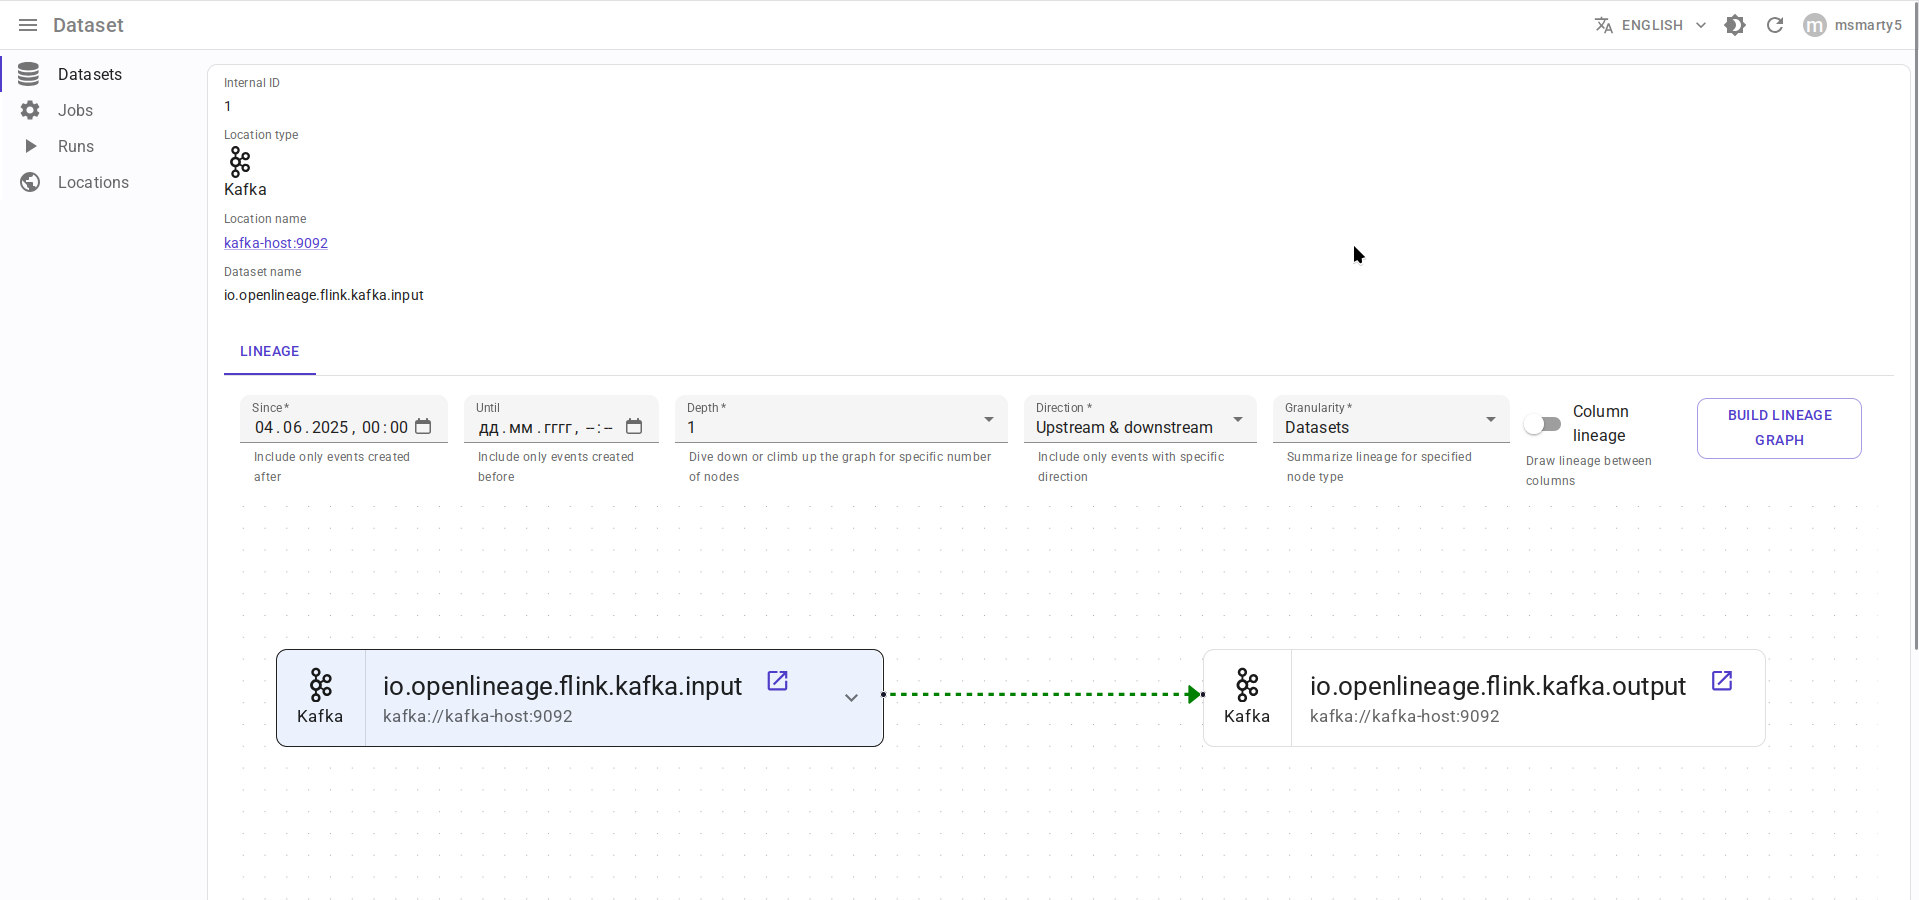 Dataset
ENGLISH
m
msmarty5
Datasets
Jobs
Runs
Locations
Internal ID
1
Location type
Kafka
Location name
kafka-host:9092
Dataset name
io.openlineage.flink.kafka.input
LINEAGE
Since *
04.06.2025, 00:00
Include only events created
after
Until
дд.мм.гггг, --:--
Include only events created
before
Depth *
1
Dive down or climb up the graph for specific number
of nodes
Direction *
Upstream & downstream
Include only events with specific
direction
Granularity *
Datasets
Summarize lineage for specified
node type
Column
lineage
Draw lineage between
columns
BUILD LINEAGE
GRAPH
Kafka
io.openlineage.flink.kafka.input
kafka://kafka-host:9092
Kafka
io.openlineage.flink.kafka.output
kafka://kafka-host:9092